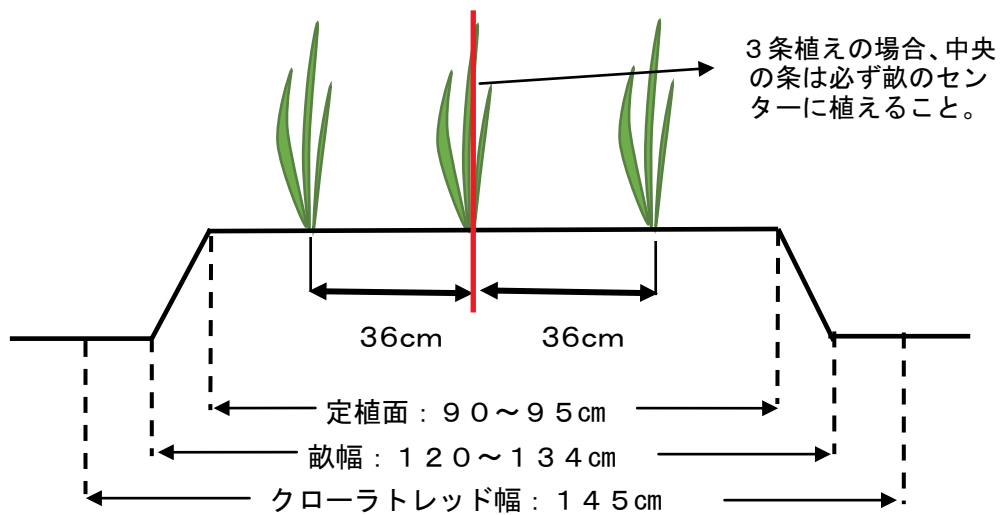 ３条植えの場合、中央
の条は必ず畝のセン
ターに植えること。
36cm
36cm
定植面：９０～９５㎝
畝幅：１２０～１３４㎝
クローラトレッド幅：１４５㎝